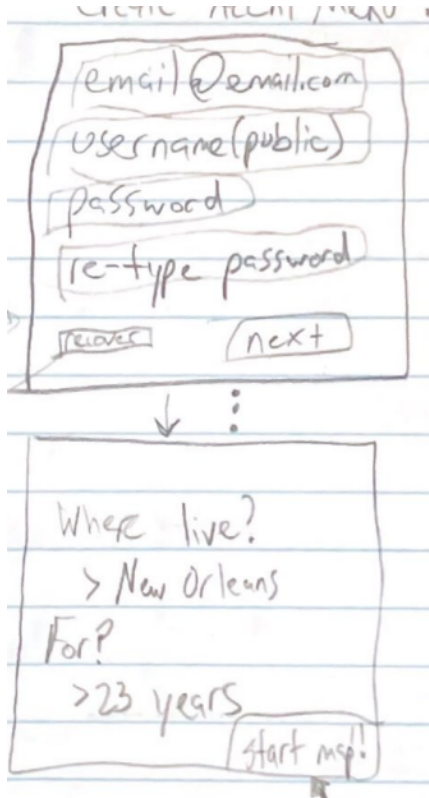 email@email.com
username(public)
password
re-type password
recover next
Where live?
> New Orleans
For?
>23 years
start map!